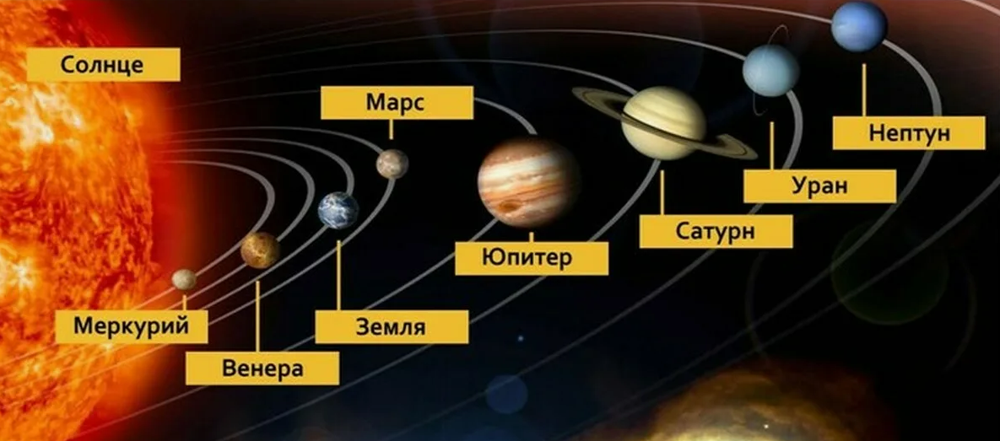 Солнце
Марс
Нептун
Уран
Сатурн
Юпитер
Меркурий
Земля
Венера